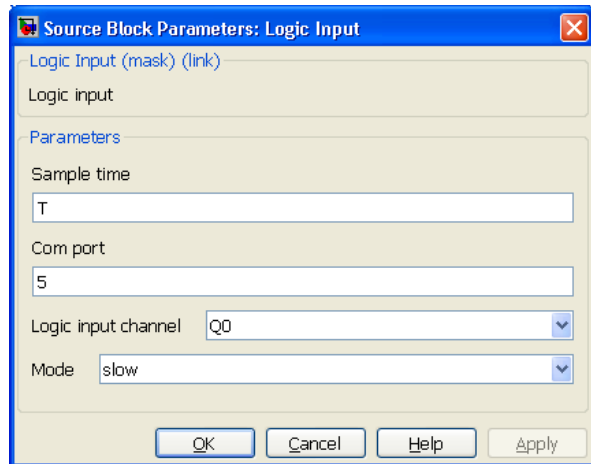 Source Block Parameters: Logic Input
Logic Input (mask) (link)
Logic input
Parameters
Sample time
T
Com port
5
Logic input channel Q0
Mode slow
OK Cancel Help Apply